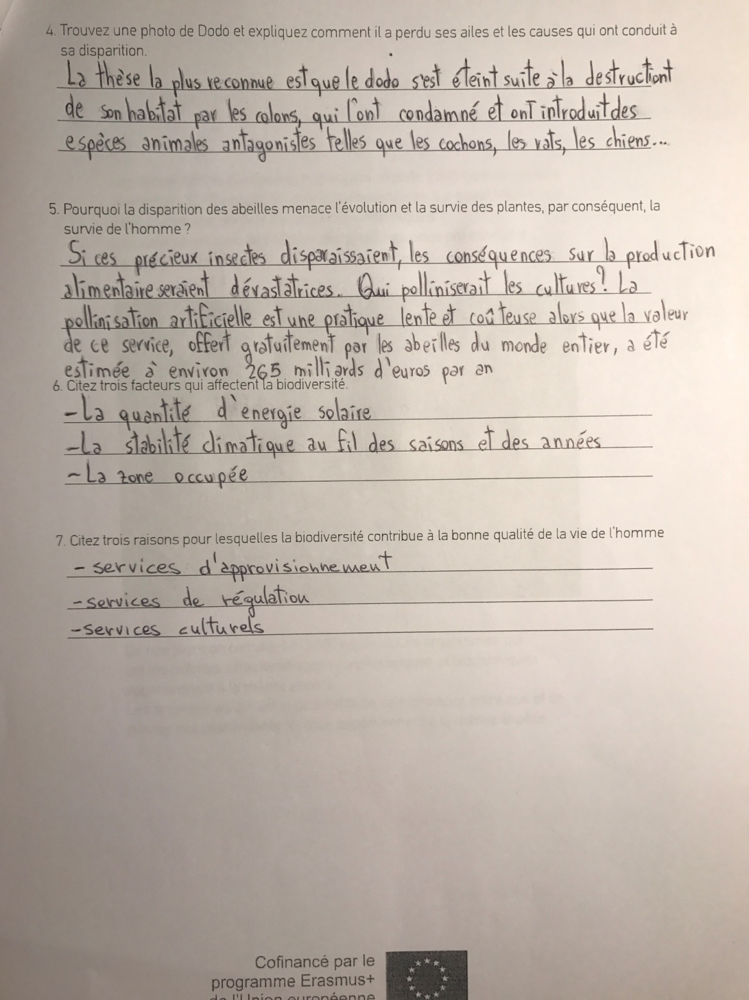 4. Trouvez une photo de Dodo et expliquez comment il a perdu ses ailes et les causes qui ont conduit à
sa disparition.
La thèse la plus reconnue est que le dodo s'est éteint suite à la destructiont
de son habitat par les colons, qui l'ont condamné et ont introduit des
espèces animales antagonistes telles que les cochons, les rats, les chiens...
5. Pourquoi la disparition des abeilles menace l'évolution et la survie des plantes, par conséquent, la
survie de l'homme ?
Si ces précieux insectes disparaissaient, les conséquences sur la production
alimentaire seraient dévastatrices. Qui polliniserait les cultures? La
pollinisation artificielle est une pratique lente et coûteuse alors que la valeur
de ce service, offert gratuitement par les abeilles du monde entier, a été
estimée à environ 265 milliards d'euros par an
6. Citez trois facteurs qui affectent la biodiversité.
- La quantité d'energie solaire
- La stabilité climatique au fil des saisons et des années
- La zone occupée
7. Citez trois raisons pour lesquelles la biodiversité contribue à la bonne qualité de la vie de l'homme
- services d'approvisionnement
- services de régulation
- services culturels
Cofinancé par le
programme Erasmus+
de l'Union européenne